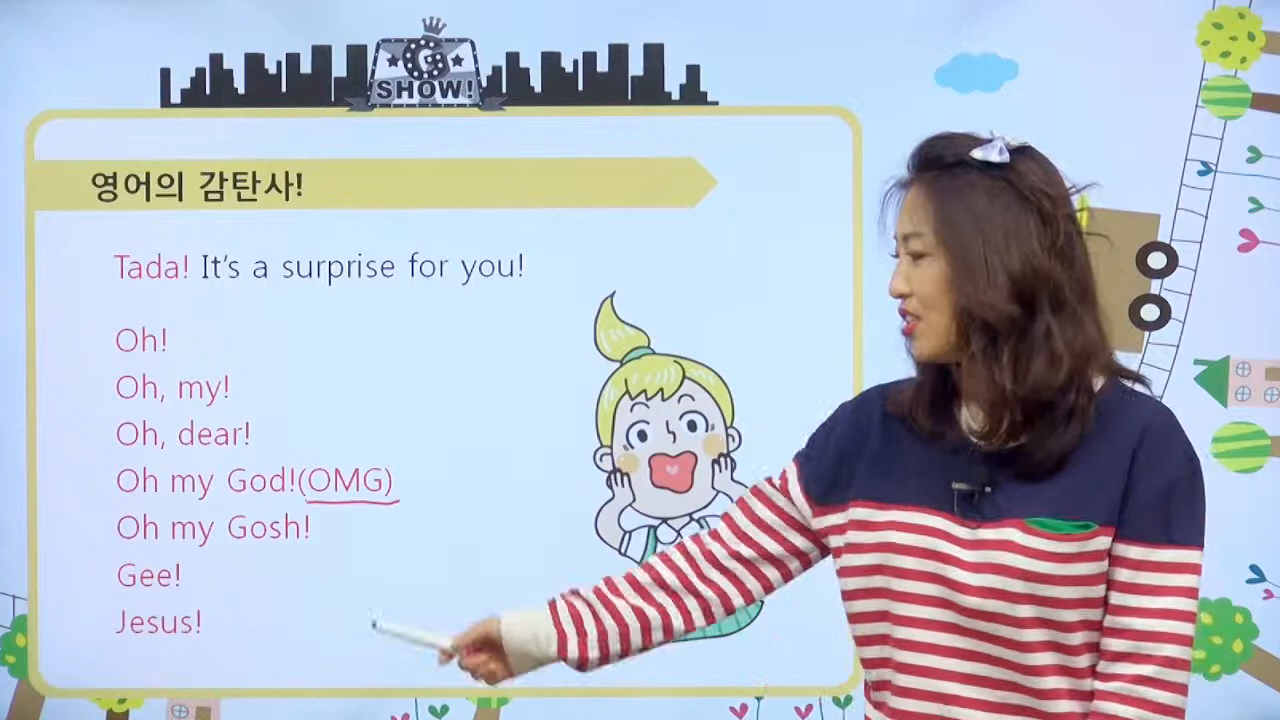 G
SHOW!
영어의 감탄사!
Tada! It's a surprise for you!
Oh!
Oh, my!
Oh, dear!
Oh my God!(OMG)
Oh my Gosh!
Gee!
Jesus!